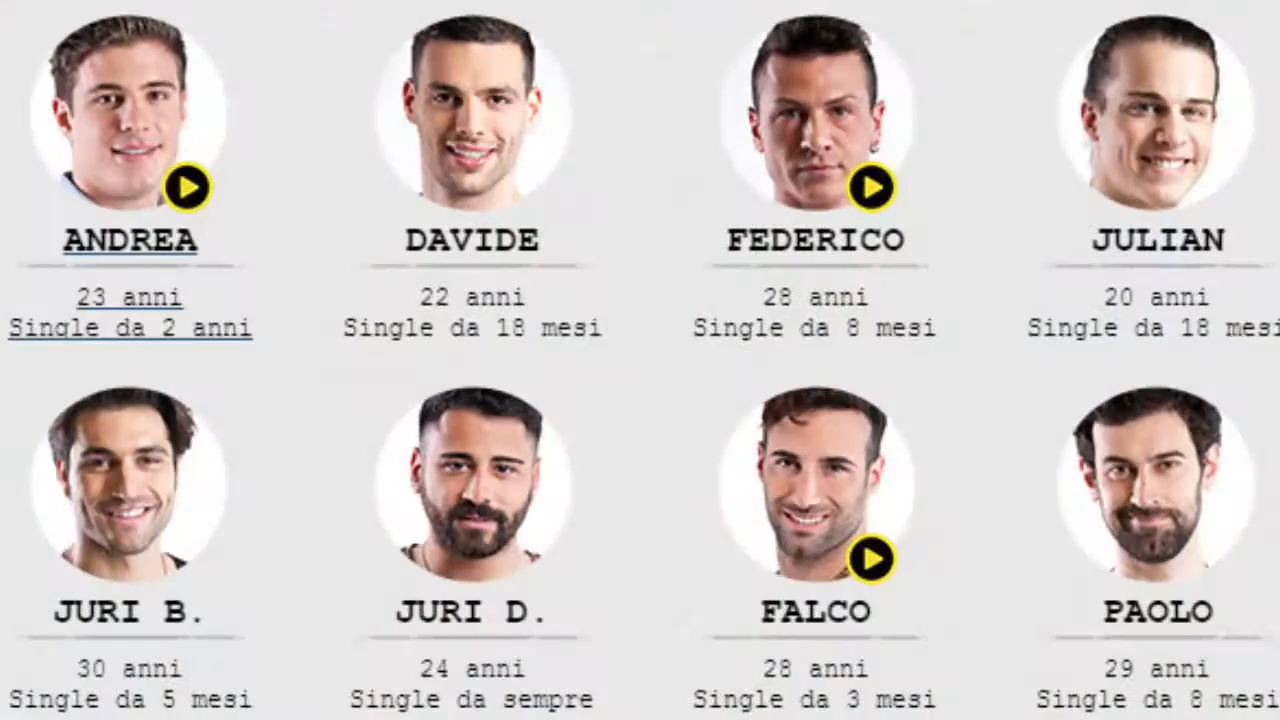 ANDREA
23 anni
Single da 2 anni
DAVIDE
22 anni
Single da 18 mesi
FEDERICO
28 anni
Single da 8 mesi
JULIAN
20 anni
Single da 18 mesi
JURI B.
30 anni
Single da 5 mesi
JURI D.
24 anni
Single da sempre
FALCO
28 anni
Single da 3 mesi
PAOLO
29 anni
Single da 8 mesi